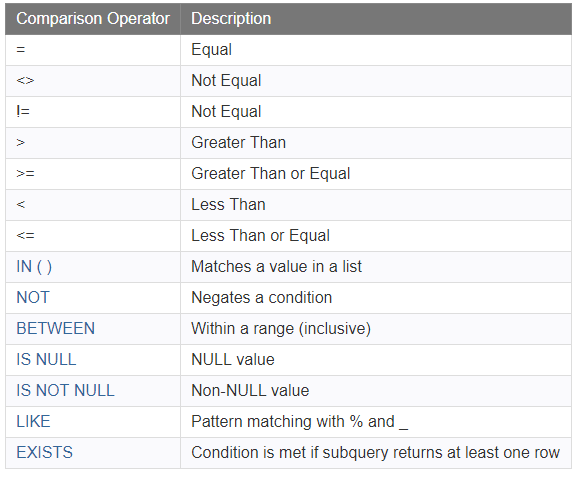 Comparison Operator Description
= Equal
<> Not Equal
!= Not Equal
> Greater Than
>= Greater Than or Equal
< Less Than
<= Less Than or Equal
IN ( ) Matches a value in a list
NOT Negates a condition
BETWEEN Within a range (inclusive)
IS NULL NULL value
IS NOT NULL Non-NULL value
LIKE Pattern matching with % and _
EXISTS Condition is met if subquery returns at least one row